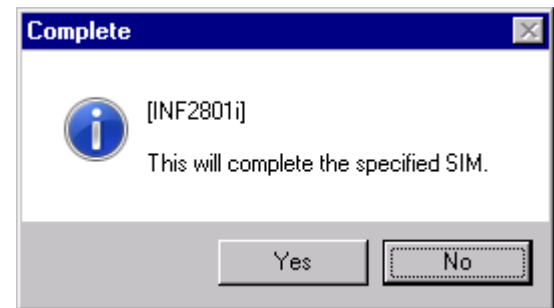 Complete
[INF2801i]
This will complete the specified SIM.
Yes
No